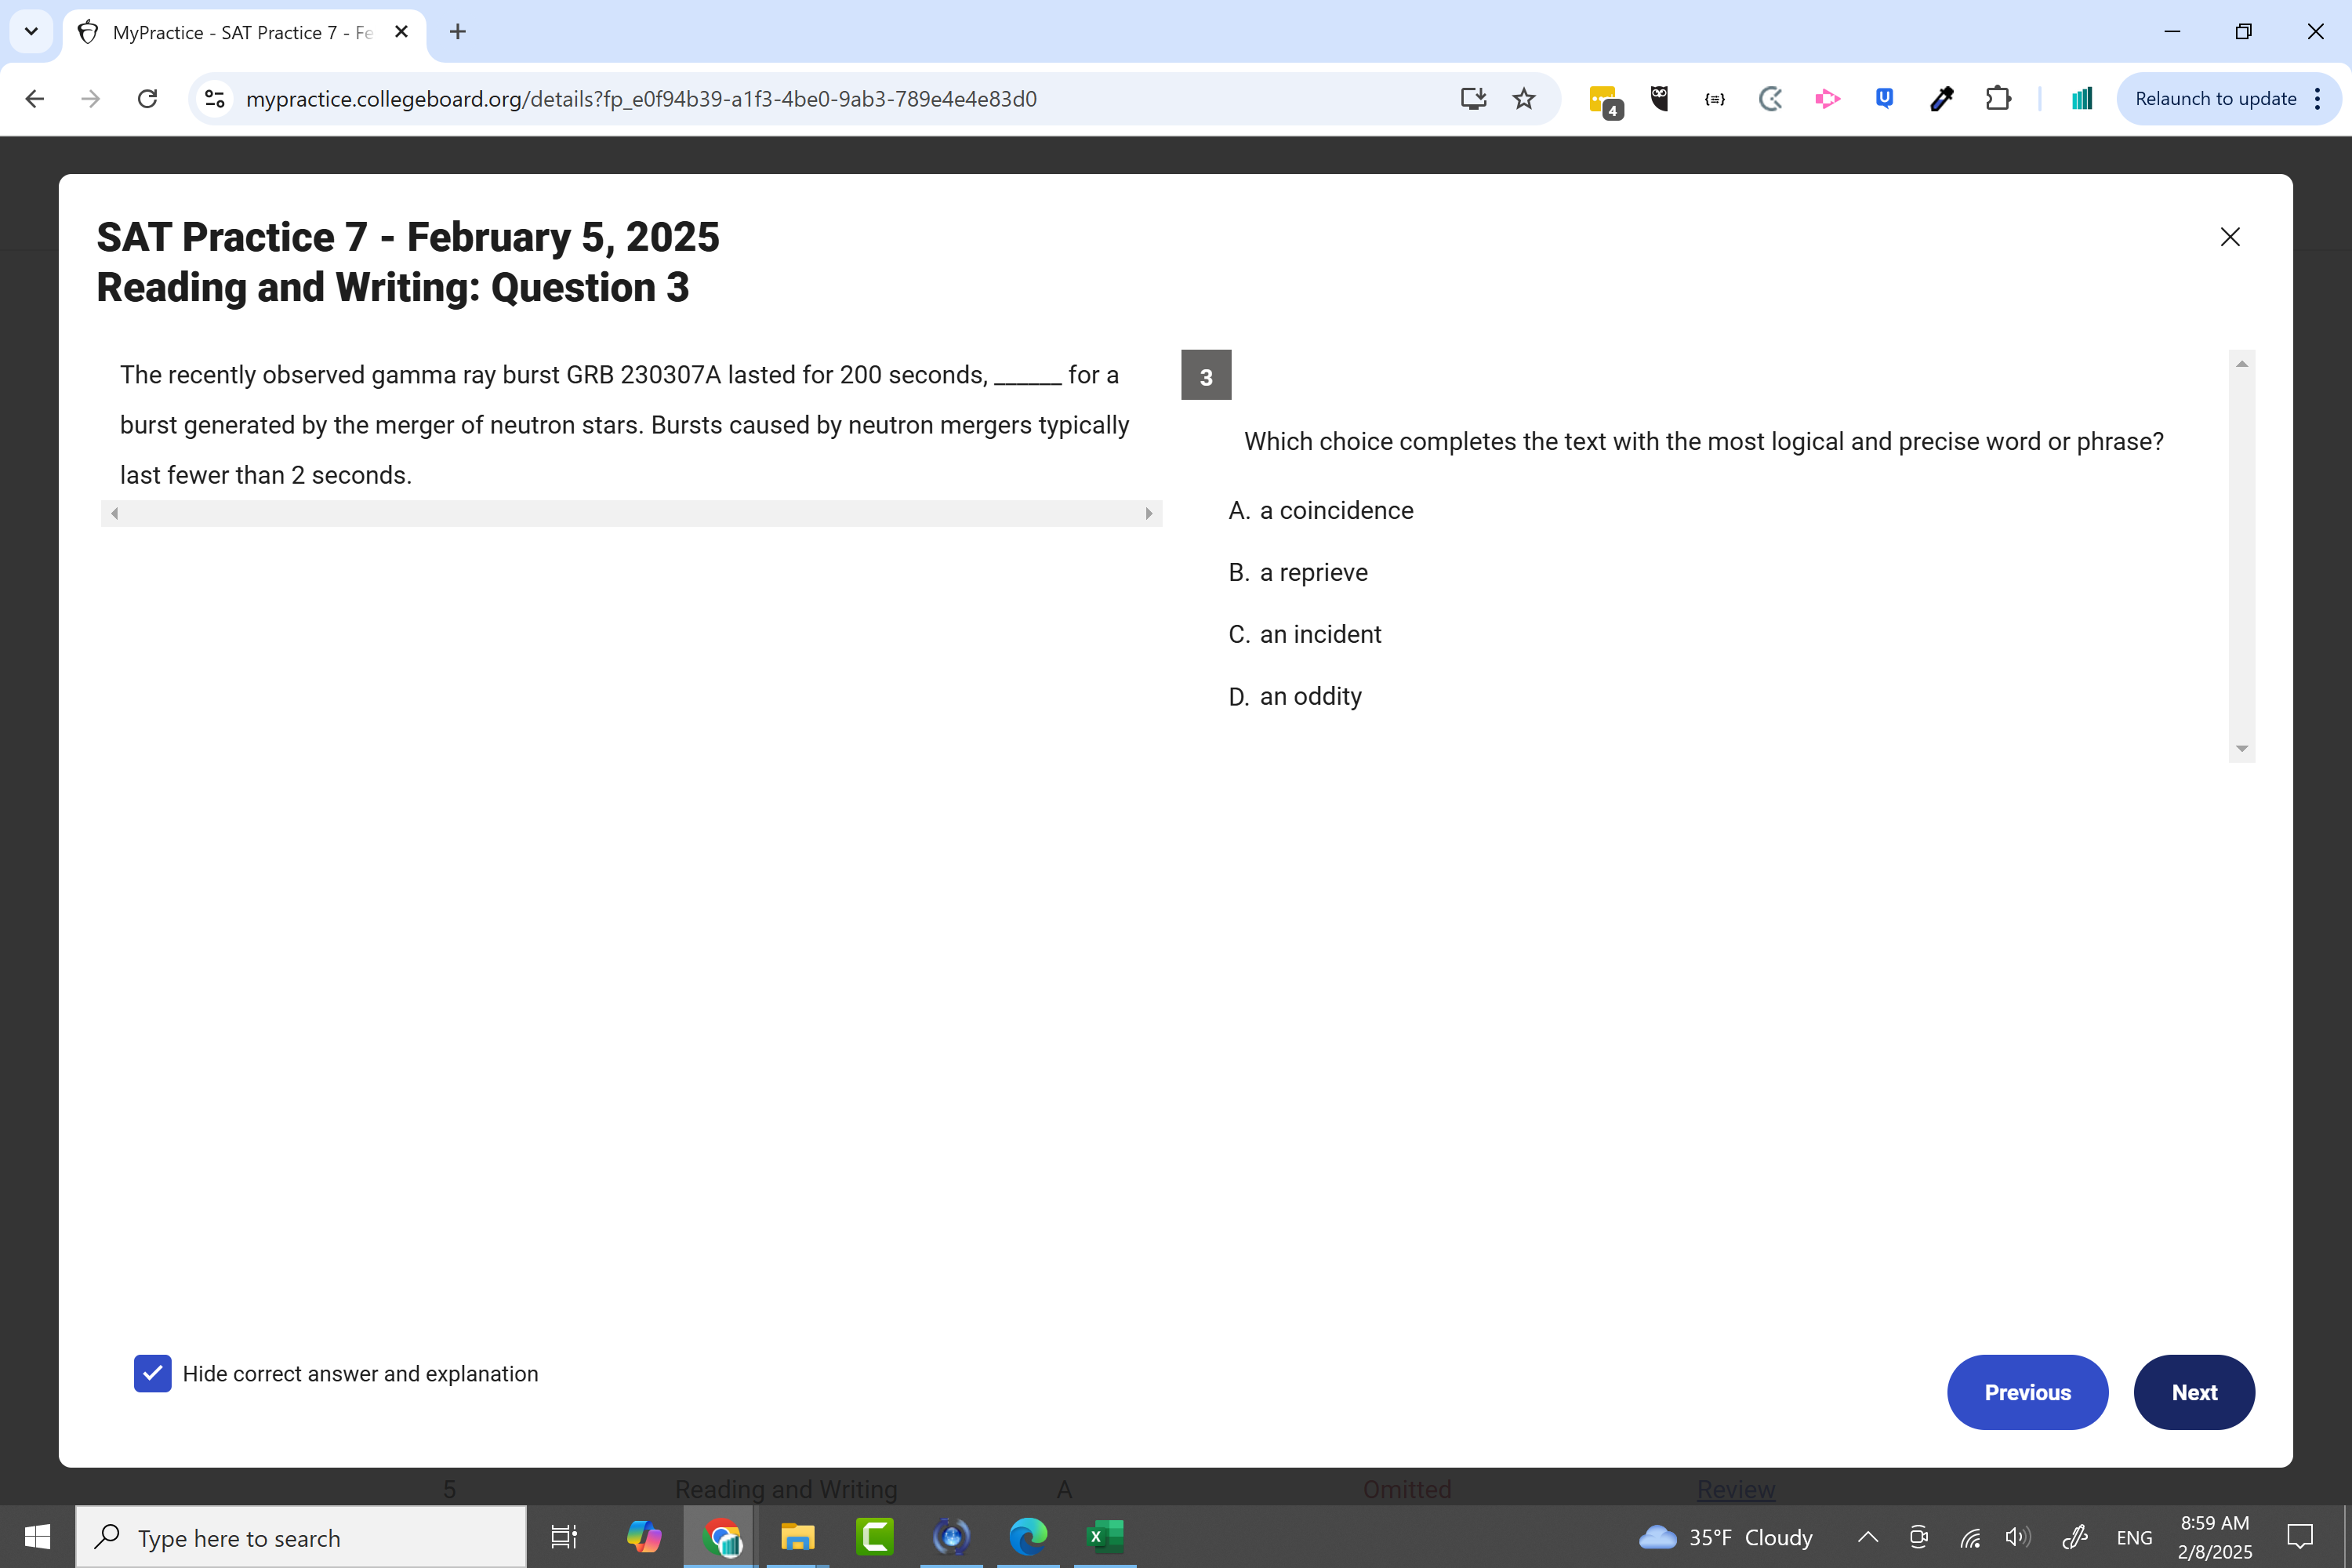 MyPractice - SAT Practice 7 - Fe
mypractice.collegeboard.org/details?fp_e0f94b39-a1f3-4be0-9ab3-789e4e4e83d0
4
Relaunch to update
SAT Practice 7 - February 5, 2025
Reading and Writing: Question 3
The recently observed gamma ray burst GRB 230307A lasted for 200 seconds, ______ for a
burst generated by the merger of neutron stars. Bursts caused by neutron mergers typically
last fewer than 2 seconds.
3
Which choice completes the text with the most logical and precise word or phrase?
A. a coincidence
B. a reprieve
C. an incident
D. an oddity
Hide correct answer and explanation
Previous
Next
5 Reading and Writing A Omitted Review
Type here to search
35°F Cloudy
ENG
8:59 AM
2/8/2025